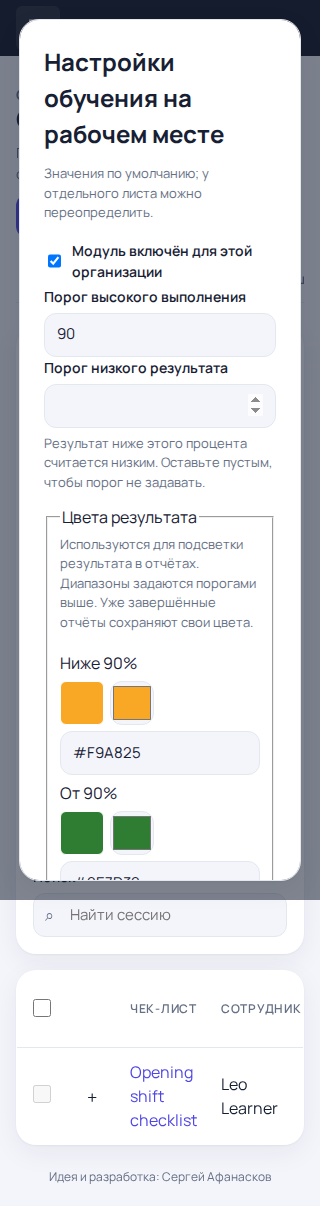 Настройки
обучения на
рабочем месте
Значения по умолчанию; у
отдельного листа можно
переопределить.
Модуль включён для этой
организации
Порог высокого выполнения
90
Порог низкого результата
Результат ниже этого процента
считается низким. Оставьте пустым,
чтобы порог не задавать.
Цвета результата
Используются для подсветки
результата в отчётах.
Диапазоны задаются порогами
выше. Уже завершённые
отчёты сохраняют свои цвета.
Ниже 90%
#F9A825
От 90%
Найти сессию
ЧЕК-ЛИСТ СОТРУДНИК
+ Opening
shift
checklist
Leo
Learner
Идея и разработка: Сергей Афанасков